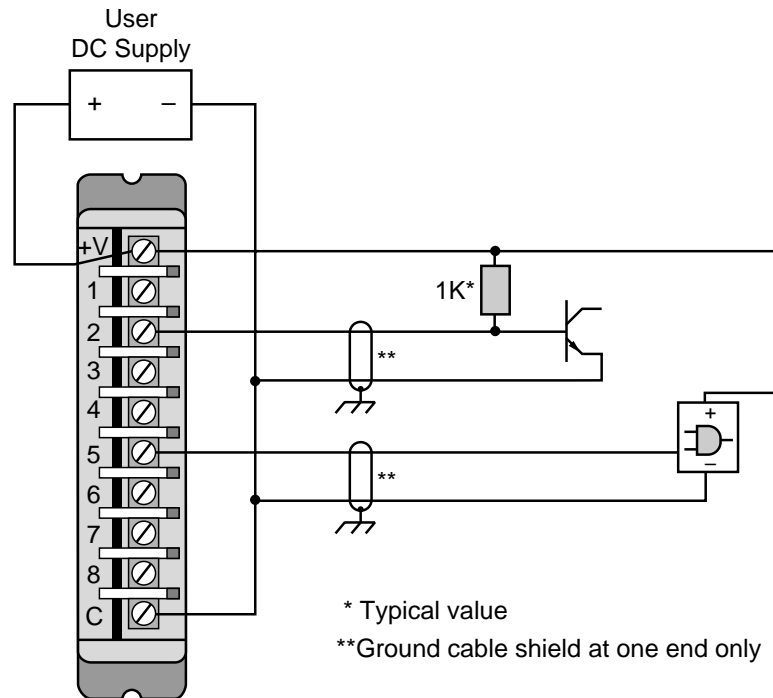 User
DC Supply
+ –
+V
1
1K*
2
**
3
4
+
5
–
**
6
7
8
C
* Typical value
**Ground cable shield at one end only